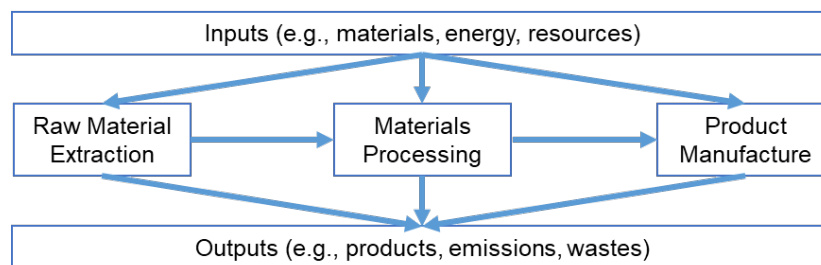 Inputs (e.g., materials, energy, resources)
Raw Material
Extraction
Materials
Processing
Product
Manufacture
Outputs (e.g., products, emissions, wastes)